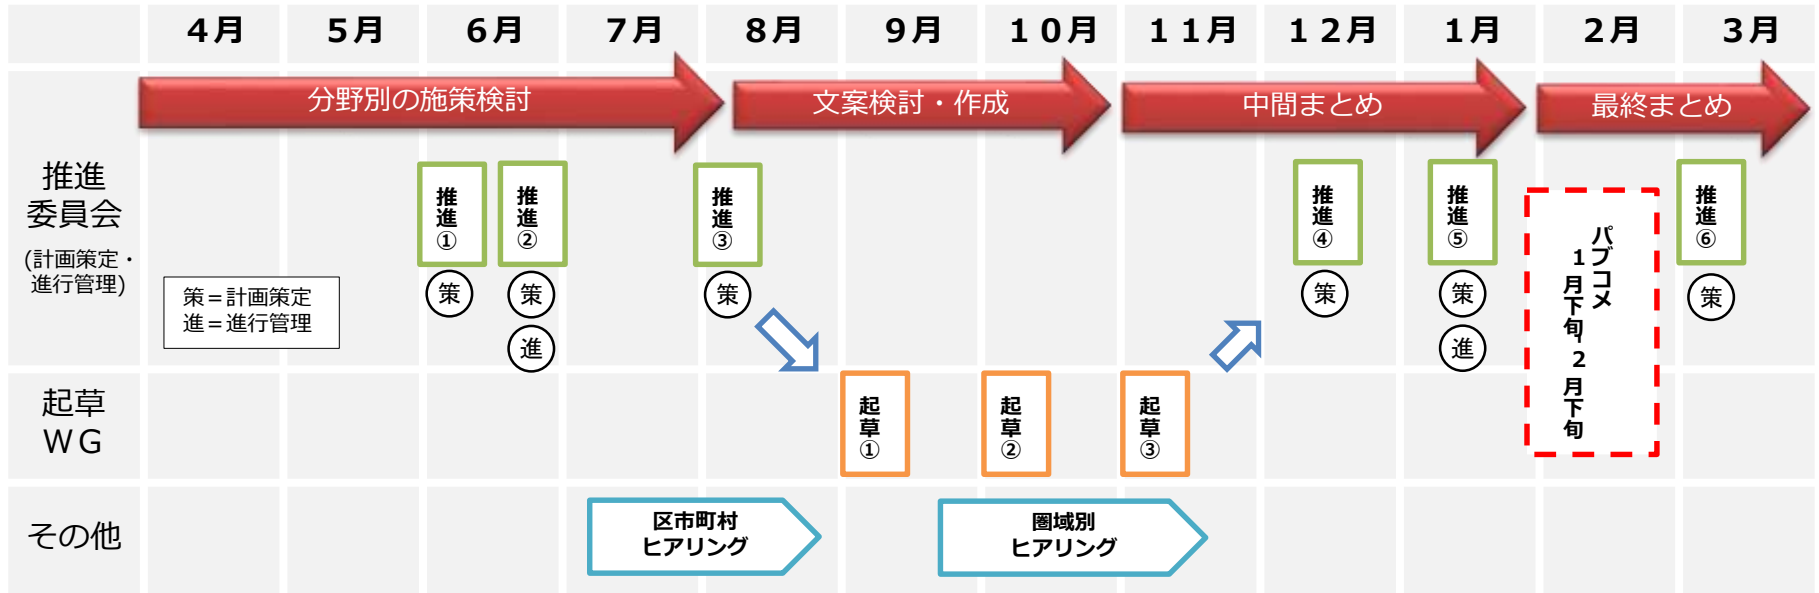 ４月 ５月 ６月 ７月 ８月 ９月 １０月 １１月 １２月 １月 ２月 ３月
分野別の施策検討
文案検討・作成
中間まとめ
最終まとめ
推進
委員会
(計画策定・
進行管理)
策＝計画策定
進＝進行管理
推進①
策
推進②
策
進
推進③
策
推進④
策
推進⑤
策
進
パブコメ
１月下旬~２月下旬
推進⑥
策
起草
ＷＧ
起草①
起草②
起草③
その他
区市町村
ヒアリング
圏域別
ヒアリング